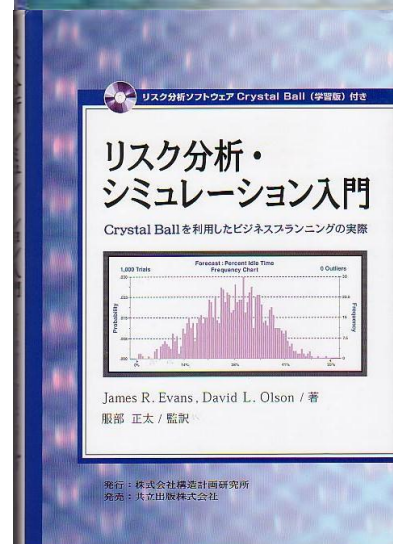 リスク分析ソフトウェア Crystal Ball（学習版）付き
リスク分析・
シミュレーション入門
Crystal Ballを利用したビジネスプランニングの実際
Forecast : Percent Idle Time
1,000 Trials
Frequency Chart
0 Outliers
Probability
Frequency
.000
James R. Evans, David L. Olson / 著
服部 正太 / 監訳
発行：株式会社構造計画研究所
発売：共立出版株式会社